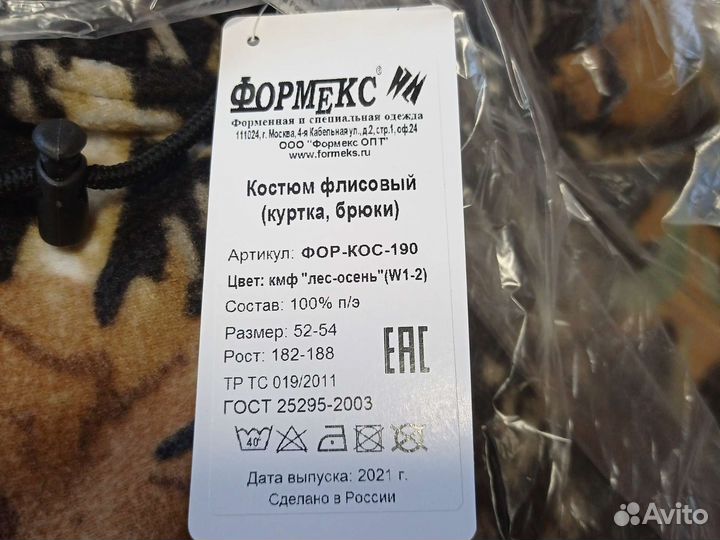 ФОРМЕКС ®
Форменная и специальная одежда
111024, г. Москва, 4-я Кабельная ул., д.2, стр.1, оф.24
ООО "Формекс ОПТ"
www.formeks.ru
Костюм флисовый
(куртка, брюки)
Артикул: ФОР-КОС-190
Цвет: кмф "лес-осень"(W1-2)
Состав: 100% п/э
Размер: 52-54
Рост: 182-188
ЕАС
ТР ТС 019/2011
ГОСТ 25295-2003
40°
Дата выпуска: 2021 г.
Сделано в России
Avito